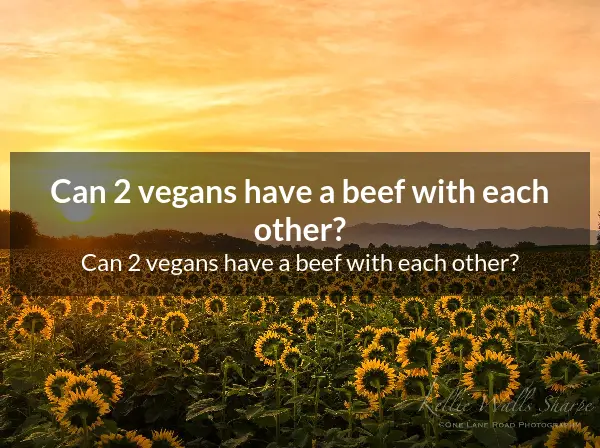 Can 2 vegans have a beef with each
other?
Can 2 vegans have a beef with each other?
Kellie Walls Sharpe
©One Lane Road Photography